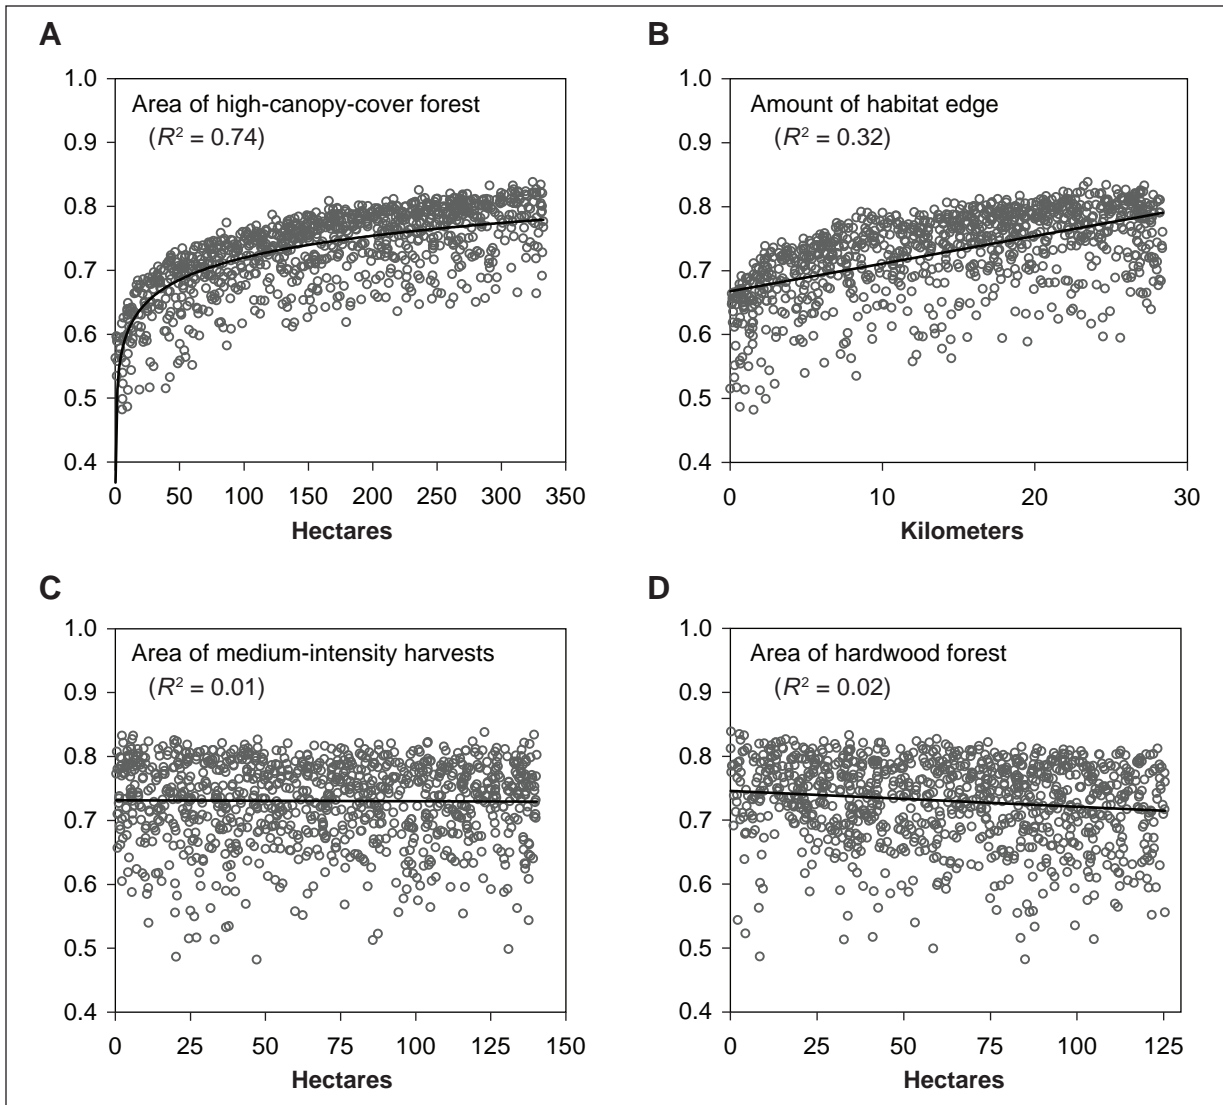 A
1.0
0.9
0.8
0.7
0.6
0.5
0.4
Area of high-canopy-cover forest
(R² = 0.74)
0 50 100 150 200 250 300 350
Hectares
B
1.0
0.9
0.8
0.7
0.6
0.5
0.4
Amount of habitat edge
(R² = 0.32)
0 10 20 30
Kilometers
C
1.0
0.9
0.8
0.7
0.6
0.5
0.4
Area of medium-intensity harvests
(R² = 0.01)
0 25 50 75 100 125 150
Hectares
D
1.0
0.9
0.8
0.7
0.6
0.5
0.4
Area of hardwood forest
(R² = 0.02)
0 25 50 75 100 125
Hectares